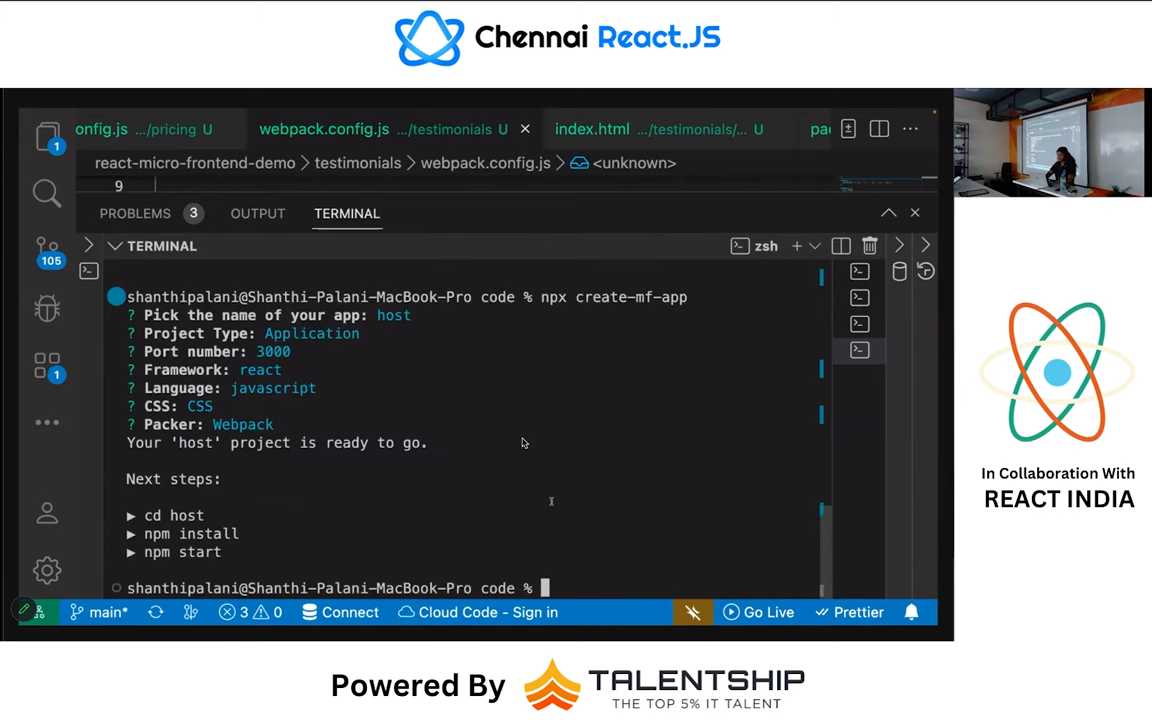 Chennai React.JS
onfig.js .../pricing U
webpack.config.js .../testimonials U
index.html .../testimonials/... U
react-micro-frontend-demo > testimonials > webpack.config.js > <unknown>
9
PROBLEMS 3 OUTPUT TERMINAL
TERMINAL
zsh
1
105
1
shanthipalani@Shanthi-Palani-MacBook-Pro code % npx create-mf-app
? Pick the name of your app: host
? Project Type: Application
? Port number: 3000
? Framework: react
? Language: javascript
? CSS: CSS
? Packer: Webpack
Your 'host' project is ready to go.
Next steps:
▶ cd host
▶ npm install
▶ npm start
shanthipalani@Shanthi-Palani-MacBook-Pro code %
main* 3 0 Connect Cloud Code - Sign in Go Live Prettier
In Collaboration With
REACT INDIA
Powered By TALENTSHIP
THE TOP 5% IT TALENT